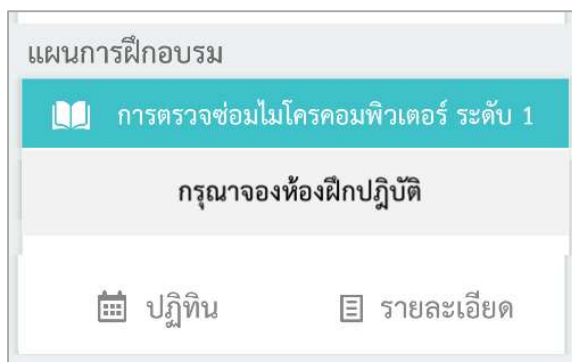 แผนการฝึกอบรม
การตรวจซ่อมไมโครคอมพิวเตอร์ ระดับ 1
กรุณาจองห้องฝึกปฎิบัติ
ปฏิทิน
รายละเอียด